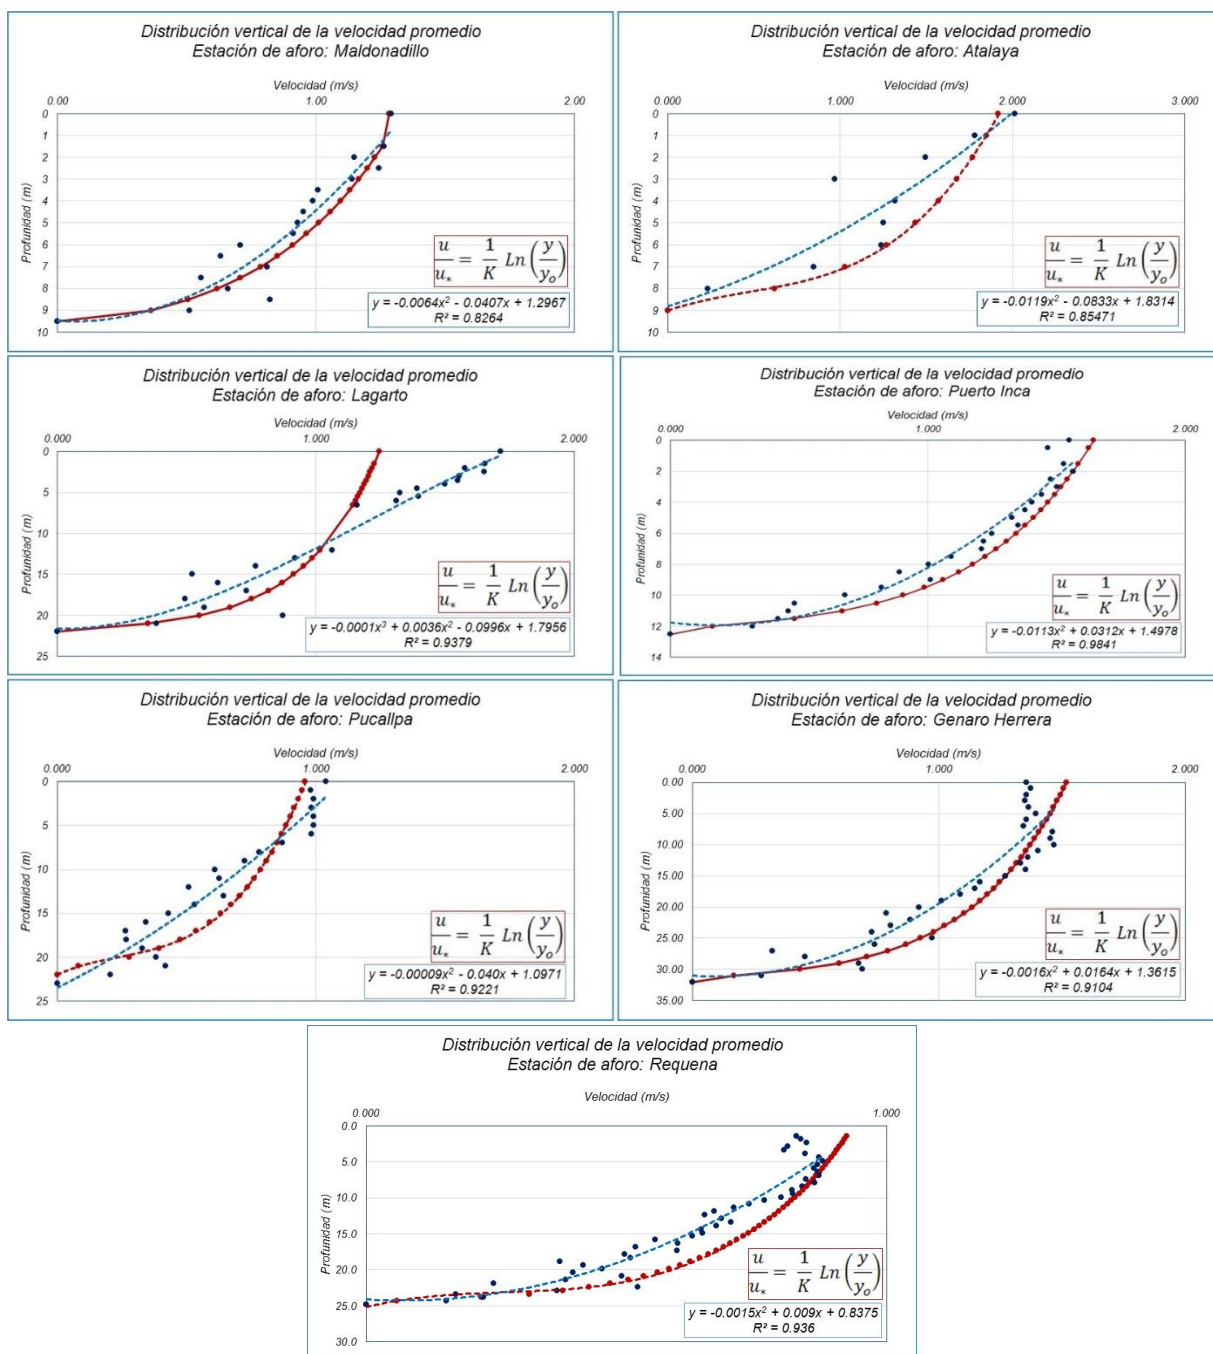 Distribución vertical de la velocidad promedio
Estación de aforo: Maldonadillo
Velocidad (m/s)
0.00 1.00 2.00
0
1
2
3
4
5
6
7
8
9
10
Profunidad (m)
u/u* = 1/K Ln(y/yo)
y = -0.0064x² - 0.0407x + 1.2967
R² = 0.8264
Distribución vertical de la velocidad promedio
Estación de aforo: Atalaya
Velocidad (m/s)
0.000 1.000 2.000 3.000
0
1
2
3
4
5
6
7
8
9
10
Profunidad (m)
u/u* = 1/K Ln(y/yo)
y = -0.0119x² - 0.0833x + 1.8314
R² = 0.85471
Distribución vertical de la velocidad promedio
Estación de aforo: Lagarto
Velocidad (m/s)
0.000 1.000 2.000
0
5
10
15
20
25
Profunidad (m)
u/u* = 1/K Ln(y/yo)
y = -0.0001x³ + 0.0036x² - 0.0996x + 1.7956
R² = 0.9379
Distribución vertical de la velocidad promedio
Estación de aforo: Puerto Inca
Velocidad (m/s)
0.000 1.000 2.000
0
2
4
6
8
10
12
14
Profunidad (m)
u/u* = 1/K Ln(y/yo)
y = -0.0113x² + 0.0312x + 1.4978
R² = 0.9841
Distribución vertical de la velocidad promedio
Estación de aforo: Pucallpa
Velocidad (m/s)
0.000 1.000 2.000
0
5
10
15
20
25
Profunidad (m)
u/u* = 1/K Ln(y/yo)
y = -0.00009x² - 0.040x + 1.0971
R² = 0.9221
Distribución vertical de la velocidad promedio
Estación de aforo: Genaro Herrera
Velocidad (m/s)
0.000 1.000 2.000
0.00
5.00
10.00
15.00
20.00
25.00
30.00
35.00
Profunidad (m)
u/u* = 1/K Ln(y/yo)
y = -0.0016x² + 0.0164x + 1.3615
R² = 0.9104
Distribución vertical de la velocidad promedio
Estación de aforo: Requena
Velocidad (m/s)
0.000 1.000
0.0
5.0
10.0
15.0
20.0
25.0
30.0
Profunidad (m)
u/u* = 1/K Ln(y/yo)
y = -0.0015x² + 0.009x + 0.8375
R² = 0.936